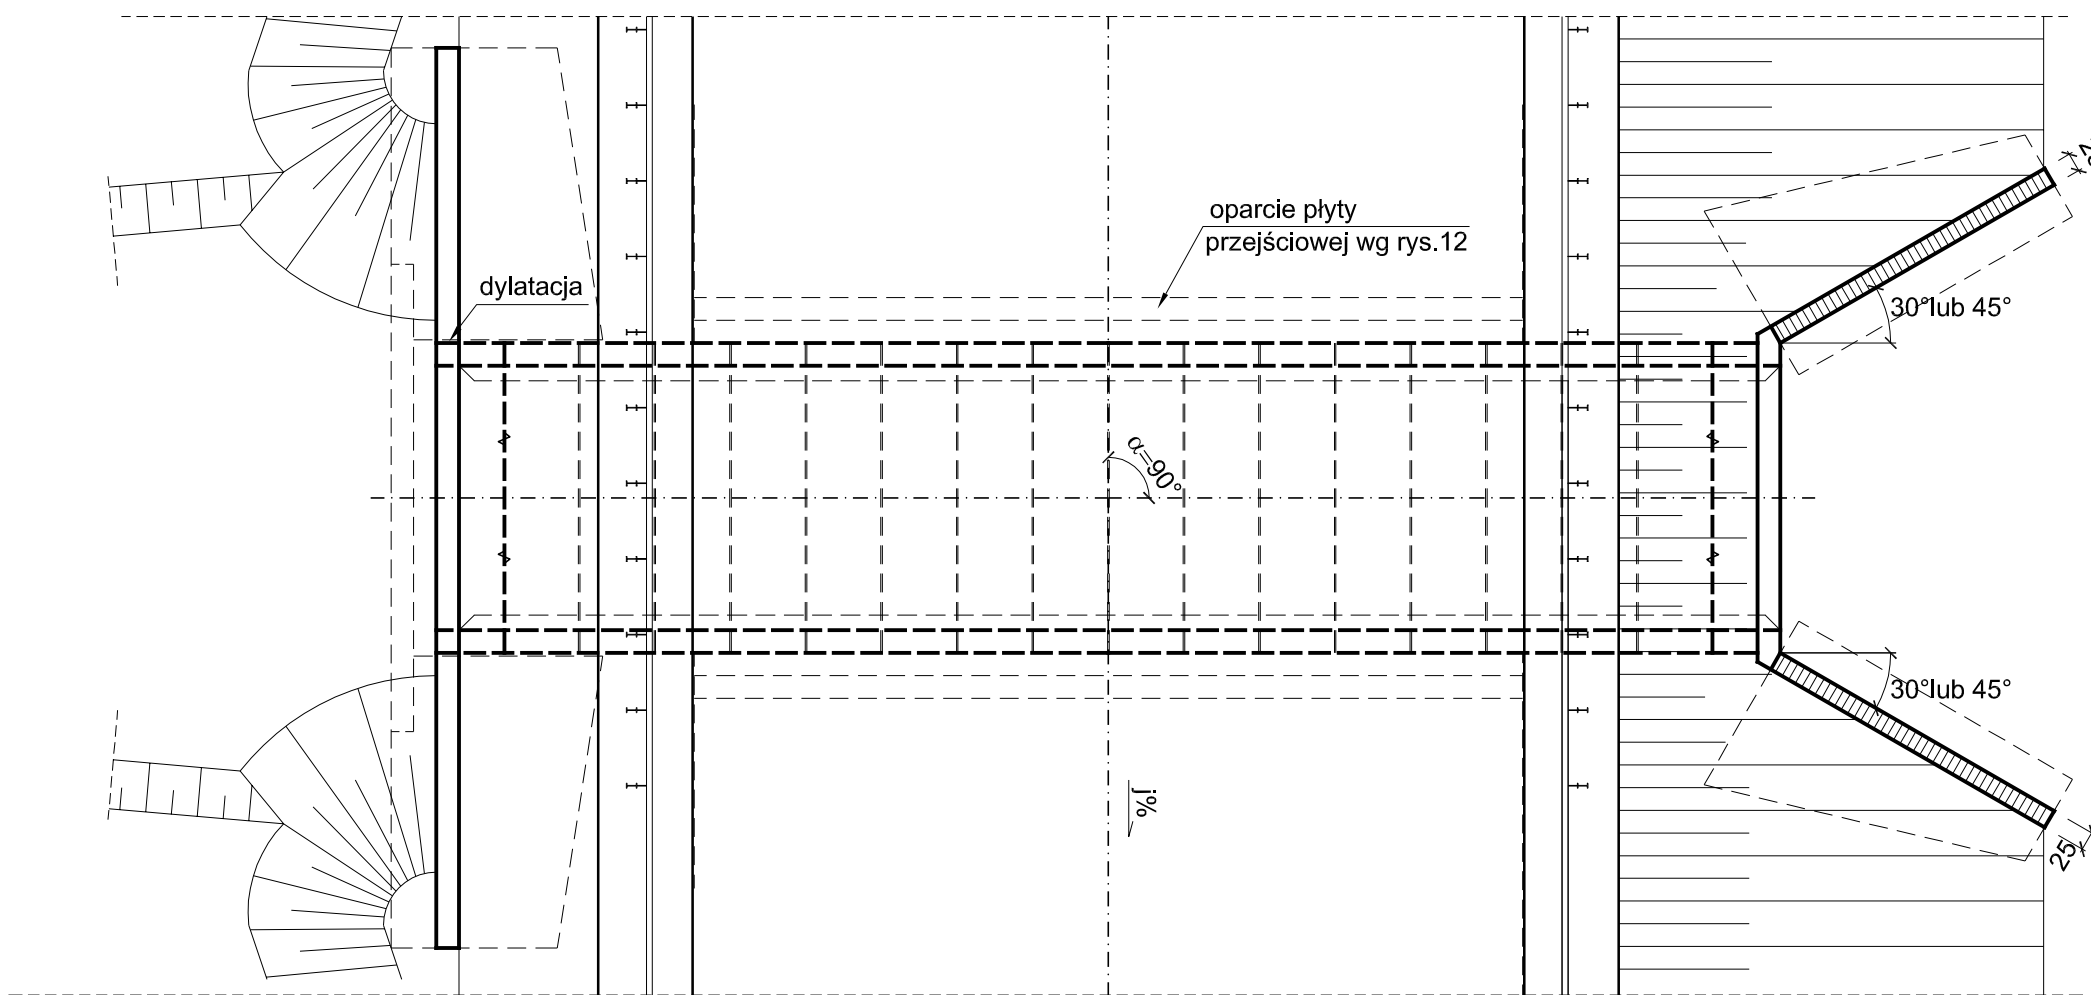 oparcie płyty
przejściowej wg rys.12
dylatacja
30°lub 45°
α=90°
30°lub 45°
j%
25